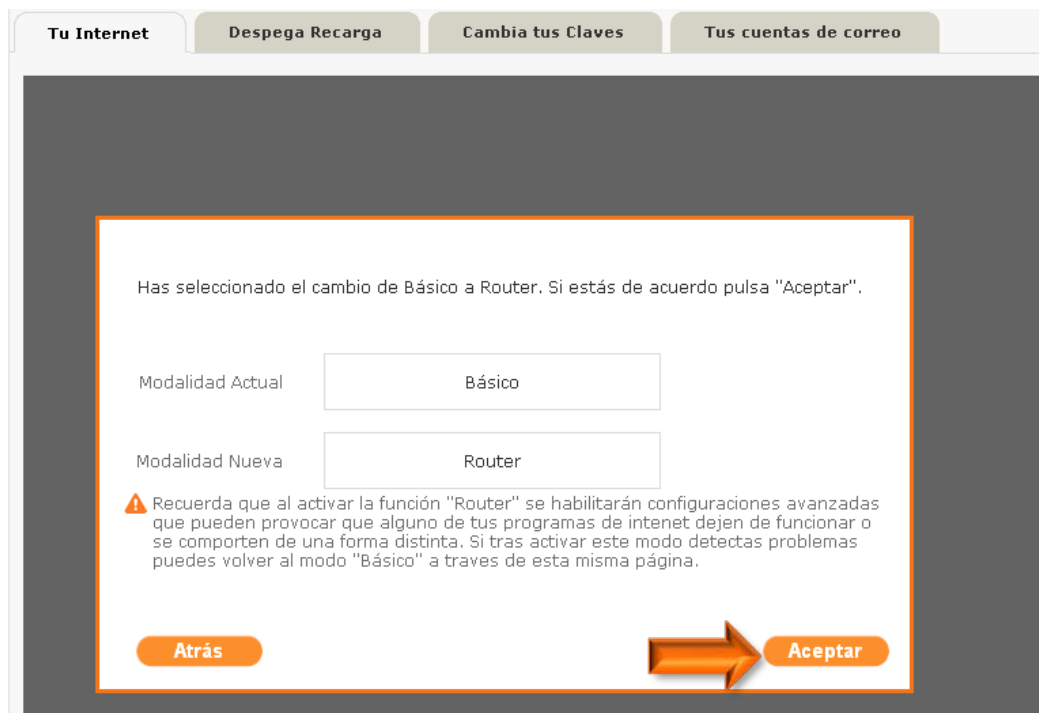 Tu Internet
Despega Recarga
Cambia tus Claves
Tus cuentas de correo
Has seleccionado el cambio de Básico a Router. Si estás de acuerdo pulsa "Aceptar".
Modalidad Actual
Básico
Modalidad Nueva
Router
Recuerda que al activar la función "Router" se habilitarán configuraciones avanzadas
que pueden provocar que alguno de tus programas de intenet dejen de funcionar o
se comporten de una forma distinta. Si tras activar este modo detectas problemas
puedes volver al modo "Básico" a traves de esta misma página.
Atrás
Aceptar